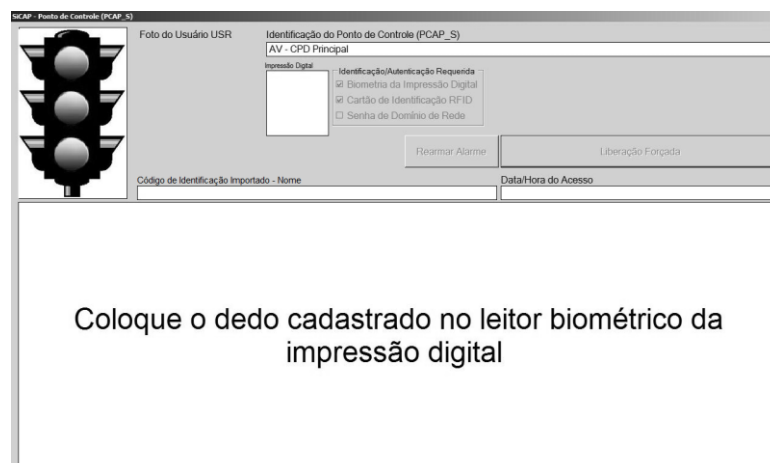 SiCAP - Ponto de Controle (PCAP_S)
Foto do Usuário USR
Identificação do Ponto de Controle (PCAP_S)
AV - CPD Principal
Impressão Digital
Identificação/Autenticação Requerida
Biometria da Impressão Digital
Cartão de Identificação RFID
Senha de Domínio de Rede
Rearmar Alarme
Liberação Forçada
Código de Identificação Importado - Nome
Data/Hora do Acesso
Coloque o dedo cadastrado no leitor biométrico da
impressão digital